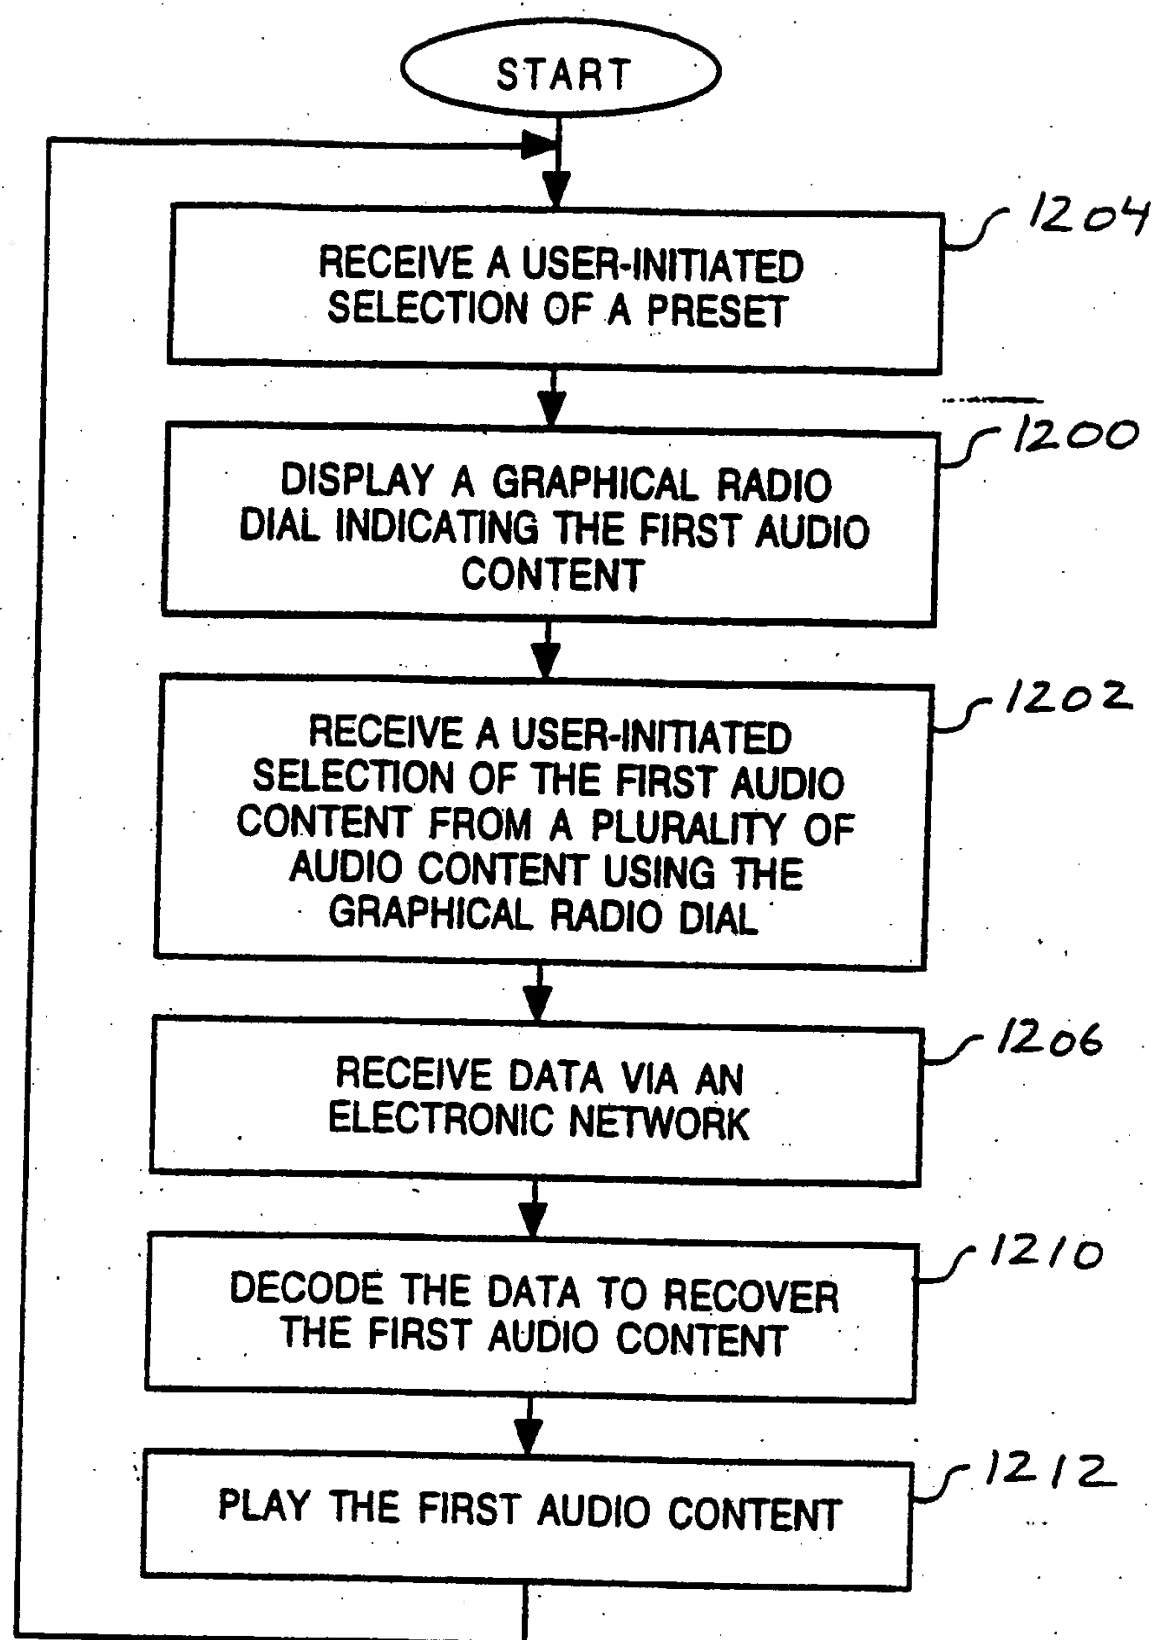 START
1204
RECEIVE A USER-INITIATED
SELECTION OF A PRESET
1200
DISPLAY A GRAPHICAL RADIO
DIAL INDICATING THE FIRST AUDIO
CONTENT
1202
RECEIVE A USER-INITIATED
SELECTION OF THE FIRST AUDIO
CONTENT FROM A PLURALITY OF
AUDIO CONTENT USING THE
GRAPHICAL RADIO DIAL
1206
RECEIVE DATA VIA AN
ELECTRONIC NETWORK
1210
DECODE THE DATA TO RECOVER
THE FIRST AUDIO CONTENT
1212
PLAY THE FIRST AUDIO CONTENT